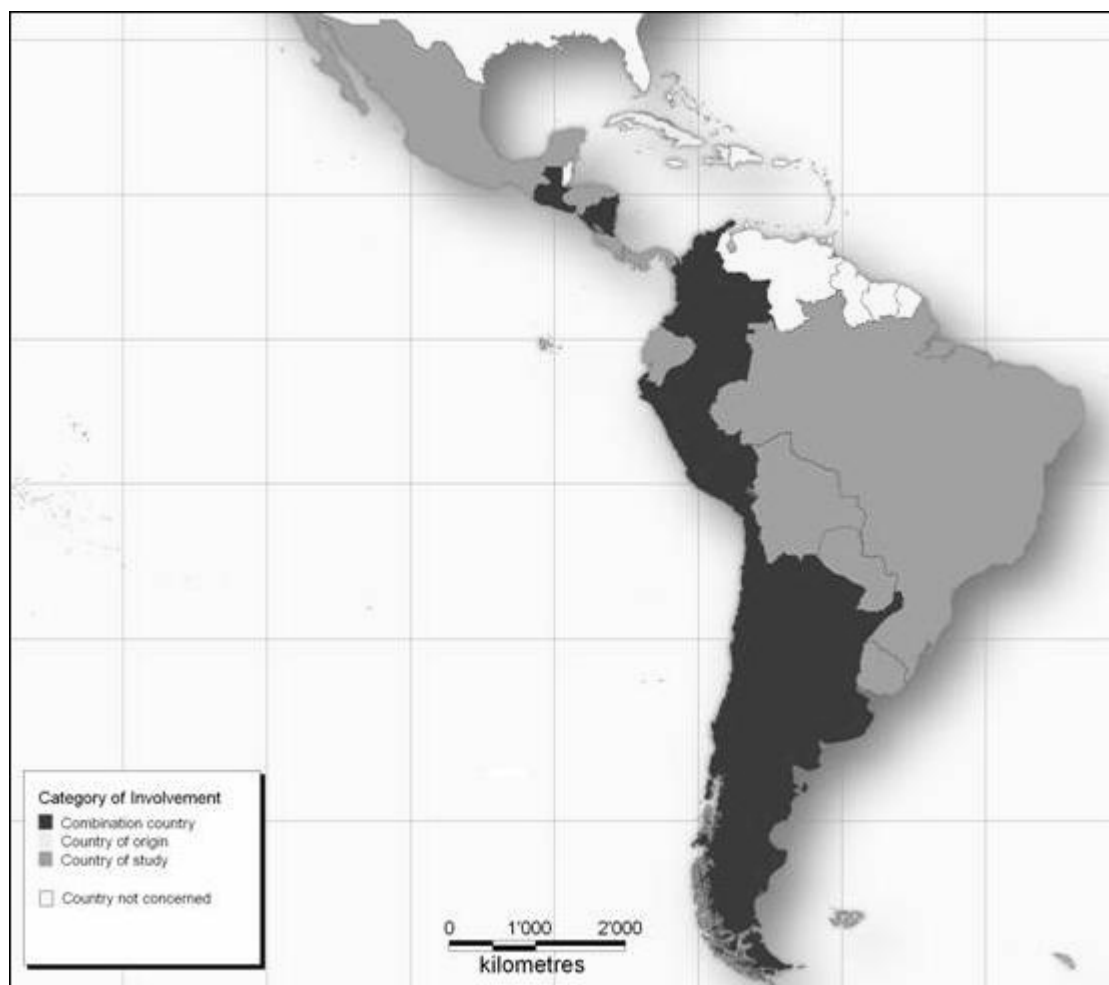 Category of Involvement
Combination country
Country of origin
Country of study
Country not concerned
0 1'000 2'000
kilometres